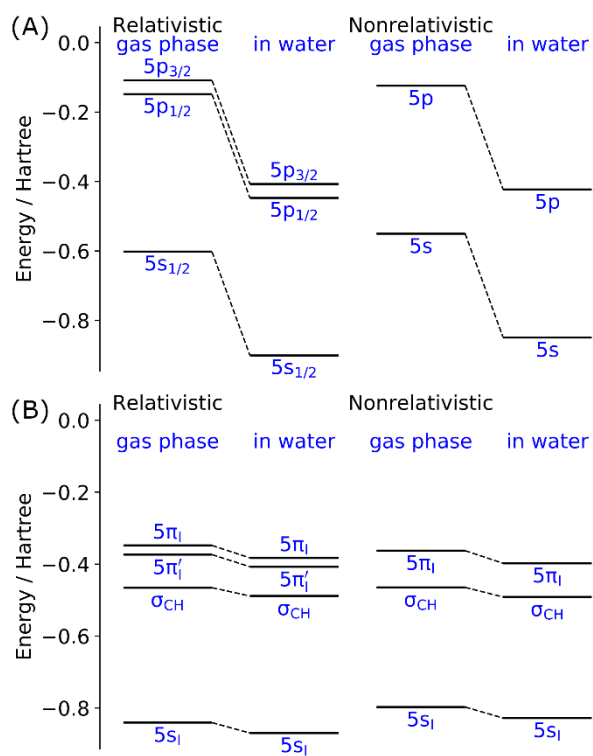 (A)
Relativistic
Nonrelativistic
gas phase
in water
gas phase
in water
0.0
−0.2
−0.4
−0.6
−0.8
Energy / Hartree
5p3/2
5p1/2
5s1/2
5p3/2
5p1/2
5s1/2
5p
5s
5p
5s
(B)
Relativistic
Nonrelativistic
gas phase
in water
gas phase
in water
0.0
−0.2
−0.4
−0.6
−0.8
Energy / Hartree
5πI
5π′I
σCH
5sI
5πI
5π′I
σCH
5sI
5πI
σCH
5sI
5πI
σCH
5sI